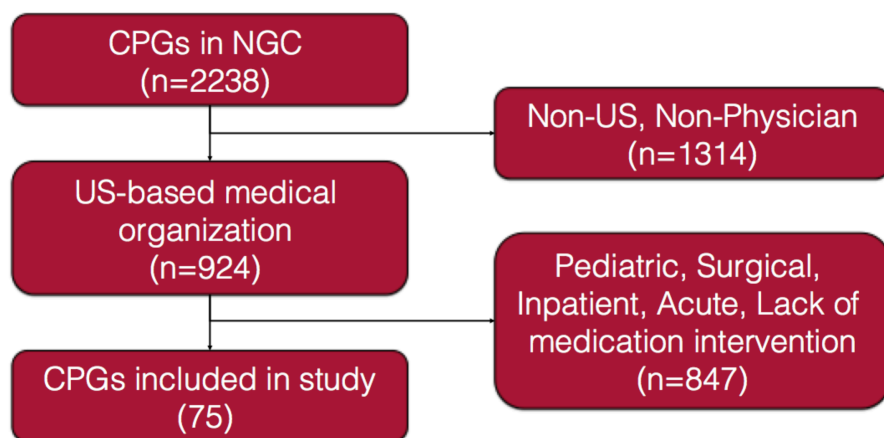 CPGs in NGC
(n=2238)
Non-US, Non-Physician
(n=1314)
US-based medical
organization
(n=924)
Pediatric, Surgical,
Inpatient, Acute, Lack of
medication intervention
(n=847)
CPGs included in study
(75)